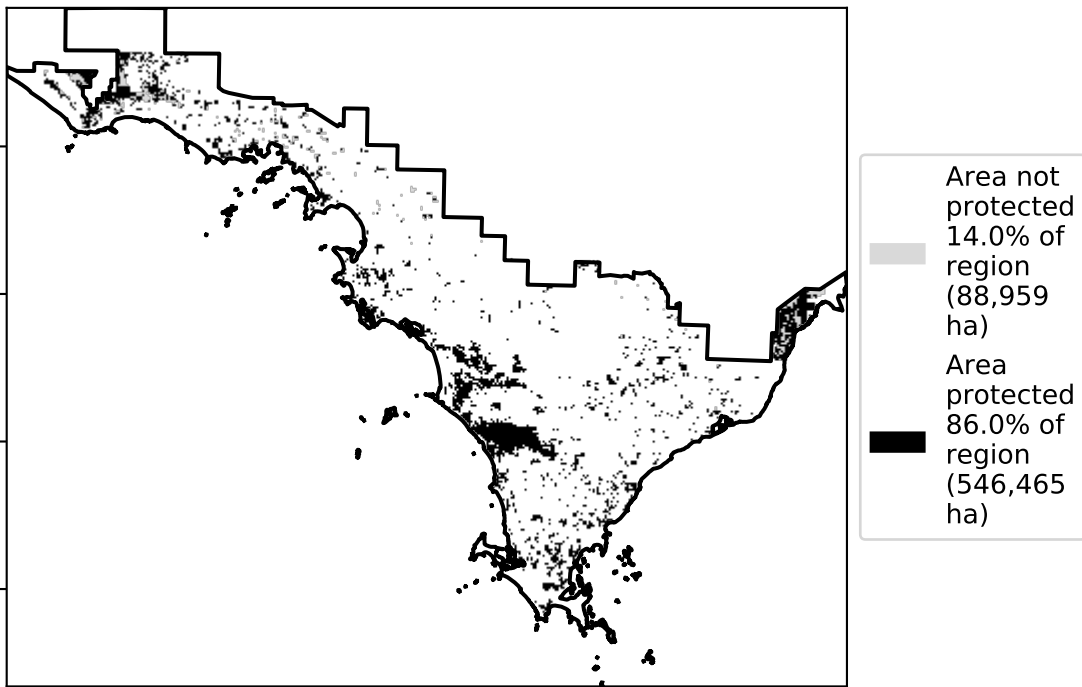 Area not
protected
14.0% of
region
(88,959
ha)
Area
protected
86.0% of
region
(546,465
ha)